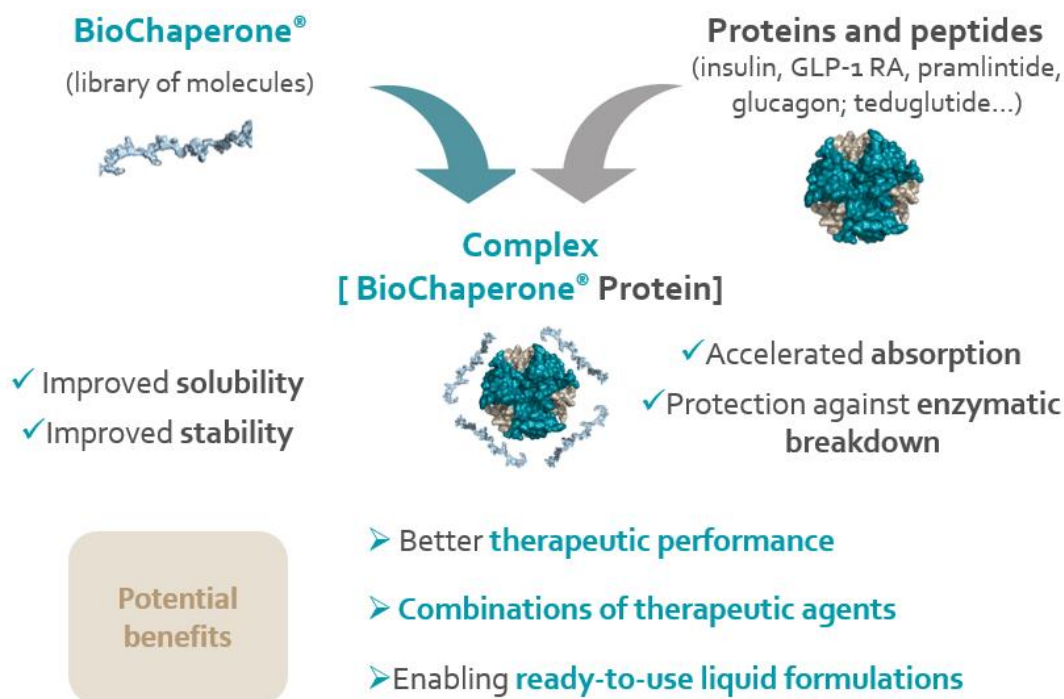 BioChaperone®
(library of molecules)
Proteins and peptides
(insulin, GLP-1 RA, pramlintide,
glucagon; teduglutide...)
Complex
[ BioChaperone® Protein]
✓ Improved solubility
✓Improved stability
✓Accelerated absorption
✓Protection against enzymatic
breakdown
Potential
benefits
➢ Better therapeutic performance
➢ Combinations of therapeutic agents
➢Enabling ready-to-use liquid formulations